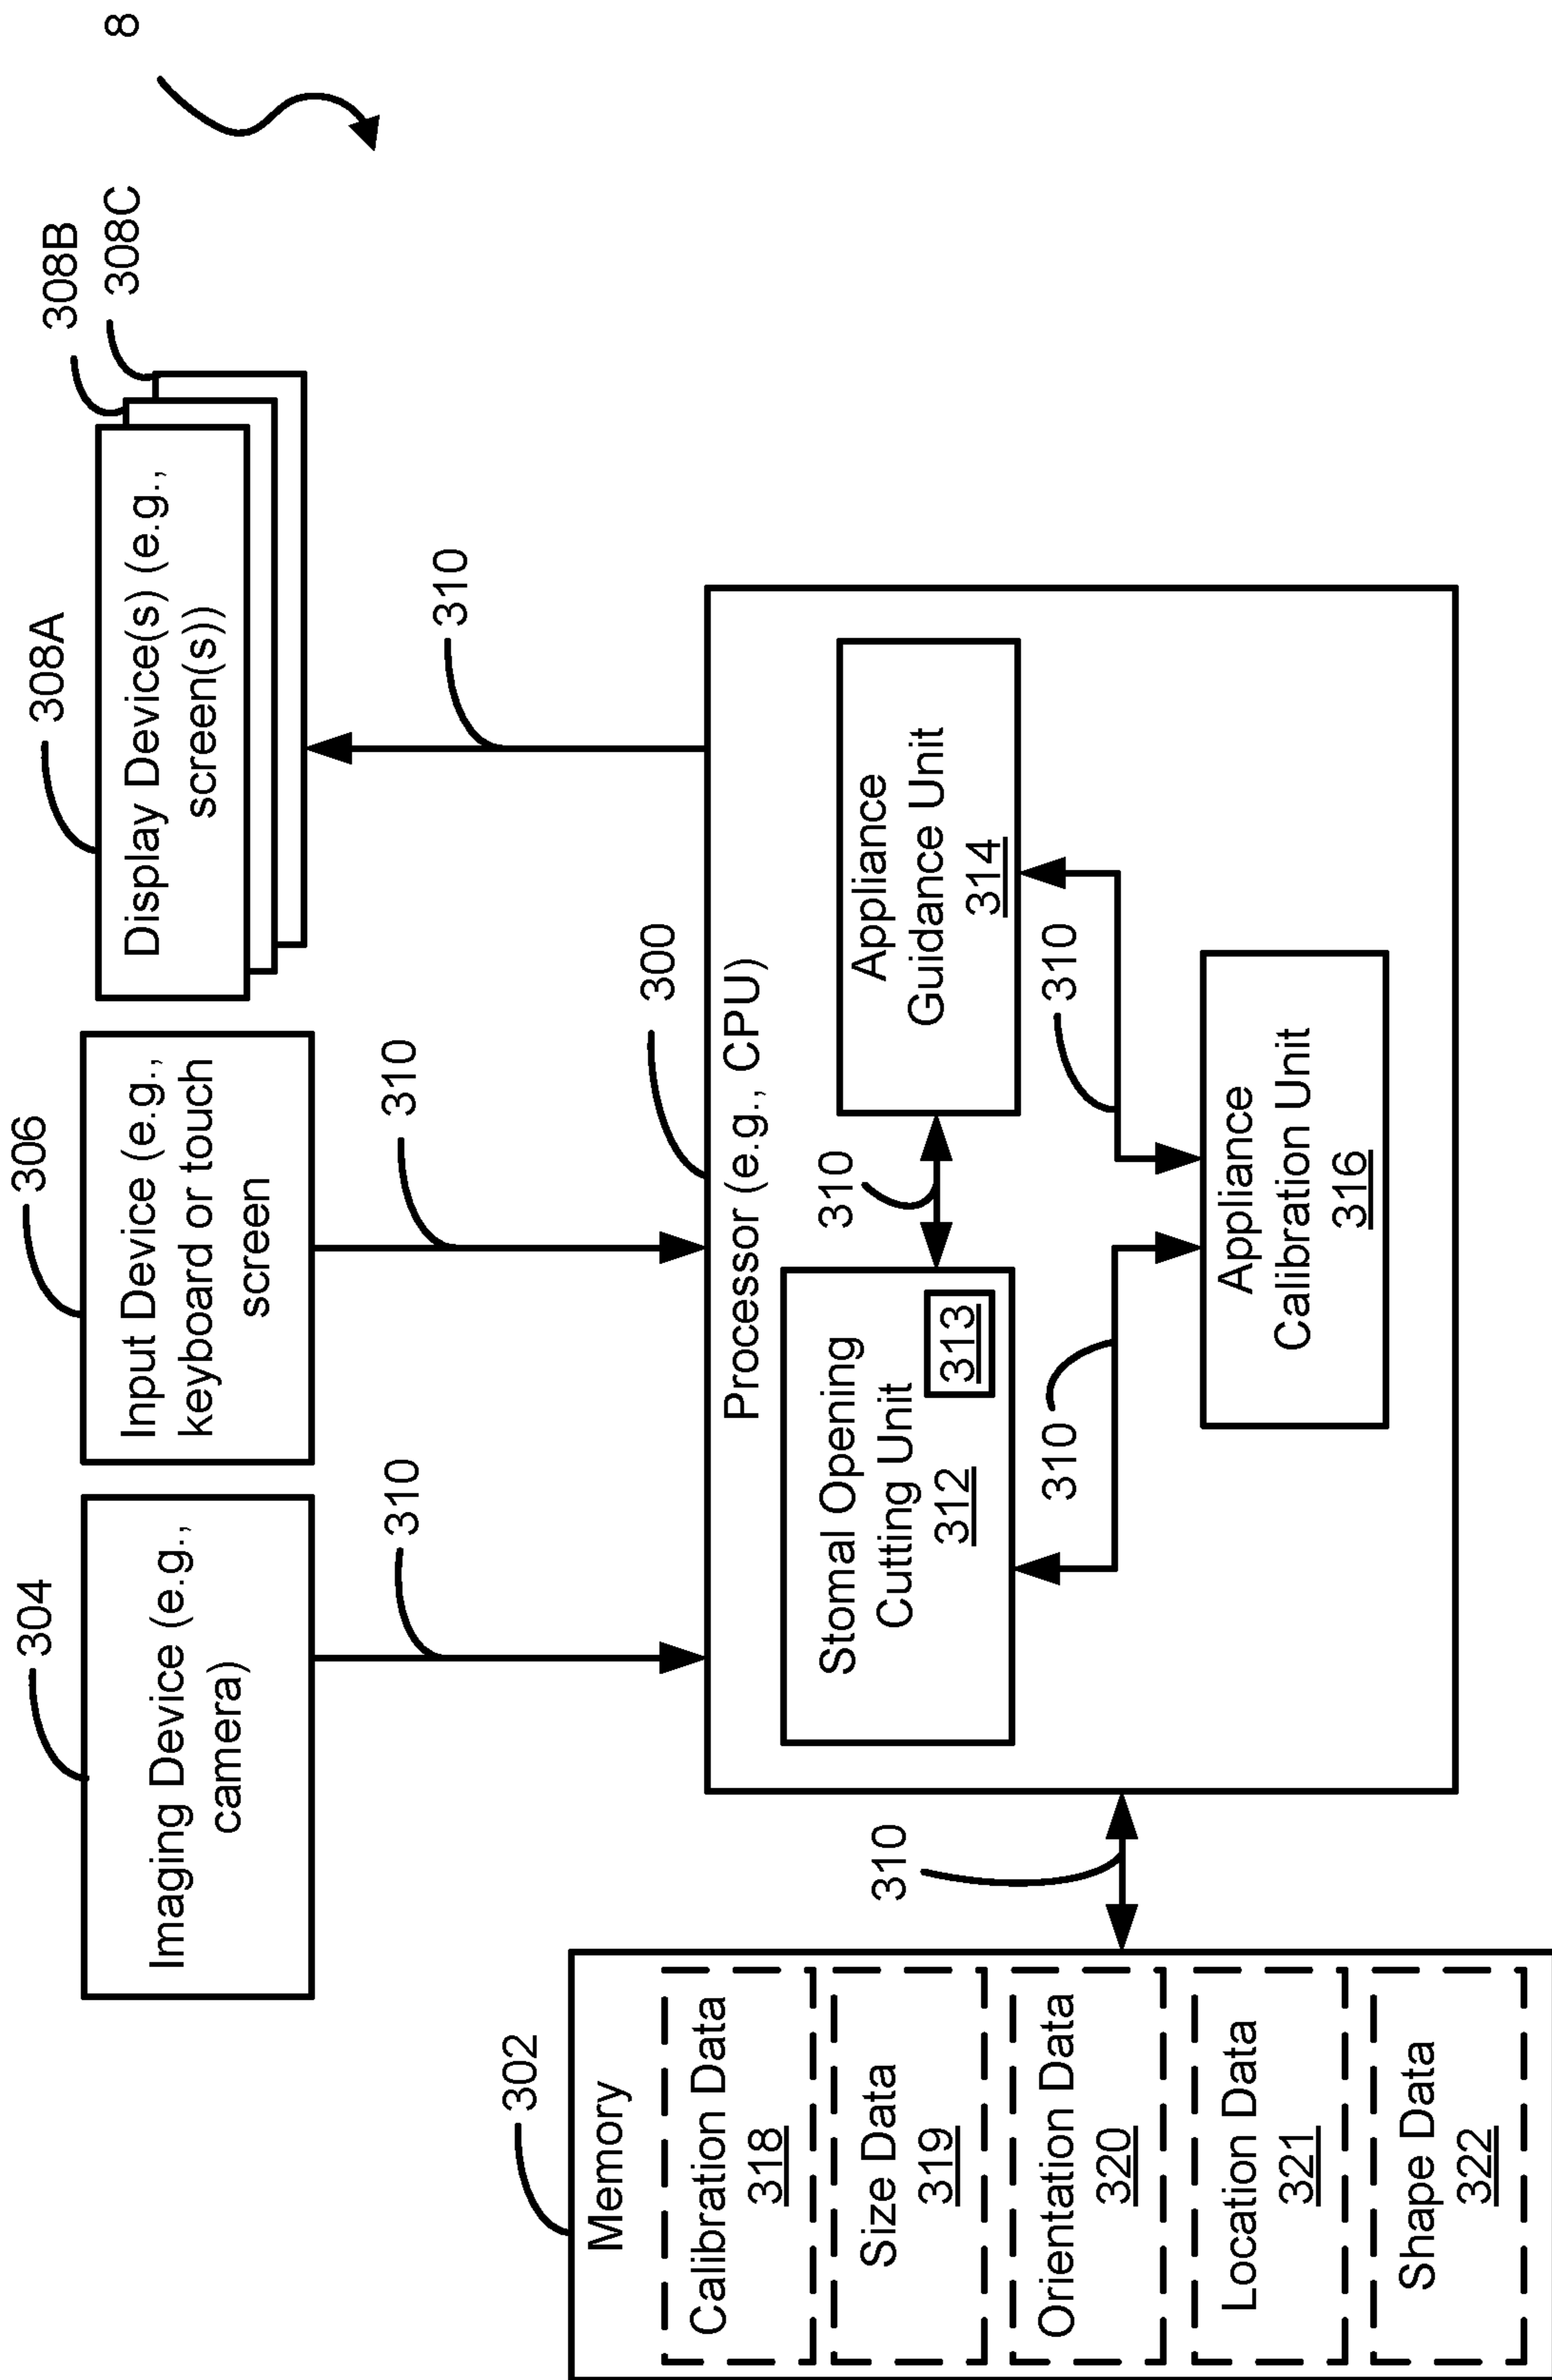 8
304
306
308A
308B
308C
Imaging Device (e.g.,
camera)
Input Device (e.g.,
keyboard or touch
screen
Display Device(s) (e.g.,
screen(s))
310
310
310
300
302
Memory
Calibration Data
318
Size Data
319
Orientation Data
320
Location Data
321
Shape Data
322
310
Processor (e.g., CPU)
Stomal Opening
Cutting Unit
312
313
310
Appliance
Guidance Unit
314
310
310
Appliance
Calibration Unit
316